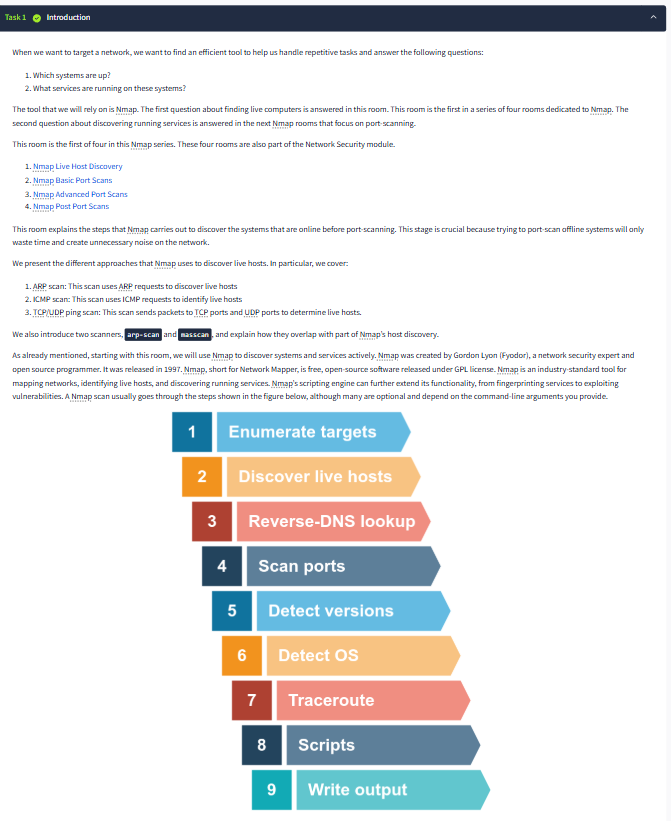 Task 1 Introduction
When we want to target a network, we want to find an efficient tool to help us handle repetitive tasks and answer the following questions:
1. Which systems are up?
2. What services are running on these systems?
The tool that we will rely on is Nmap. The first question about finding live computers is answered in this room. This room is the first in a series of four rooms dedicated to Nmap. The
second question about discovering running services is answered in the next Nmap rooms that focus on port-scanning.
This room is the first of four in this Nmap series. These four rooms are also part of the Network Security module.
1. Nmap Live Host Discovery
2. Nmap Basic Port Scans
3. Nmap Advanced Port Scans
4. Nmap Post Port Scans
This room explains the steps that Nmap carries out to discover the systems that are online before port-scanning. This stage is crucial because trying to port-scan offline systems will only
waste time and create unnecessary noise on the network.
We present the different approaches that Nmap uses to discover live hosts. In particular, we cover:
1. ARP scan: This scan uses ARP requests to discover live hosts
2. ICMP scan: This scan uses ICMP requests to identify live hosts
3. TCP/UDP ping scan: This scan sends packets to TCP ports and UDP ports to determine live hosts.
We also introduce two scanners, arp-scan and masscan, and explain how they overlap with part of Nmap's host discovery.
As already mentioned, starting with this room, we will use Nmap to discover systems and services actively. Nmap was created by Gordon Lyon (Fyodor), a network security expert and
open source programmer. It was released in 1997. Nmap, short for Network Mapper, is free, open-source software released under GPL license. Nmap is an industry-standard tool for
mapping networks, identifying live hosts, and discovering running services. Nmap's scripting engine can further extend its functionality, from fingerprinting services to exploiting
vulnerabilities. A Nmap scan usually goes through the steps shown in the figure below, although many are optional and depend on the command-line arguments you provide.
1 Enumerate targets
2 Discover live hosts
3 Reverse-DNS lookup
4 Scan ports
5 Detect versions
6 Detect OS
7 Traceroute
8 Scripts
9 Write output